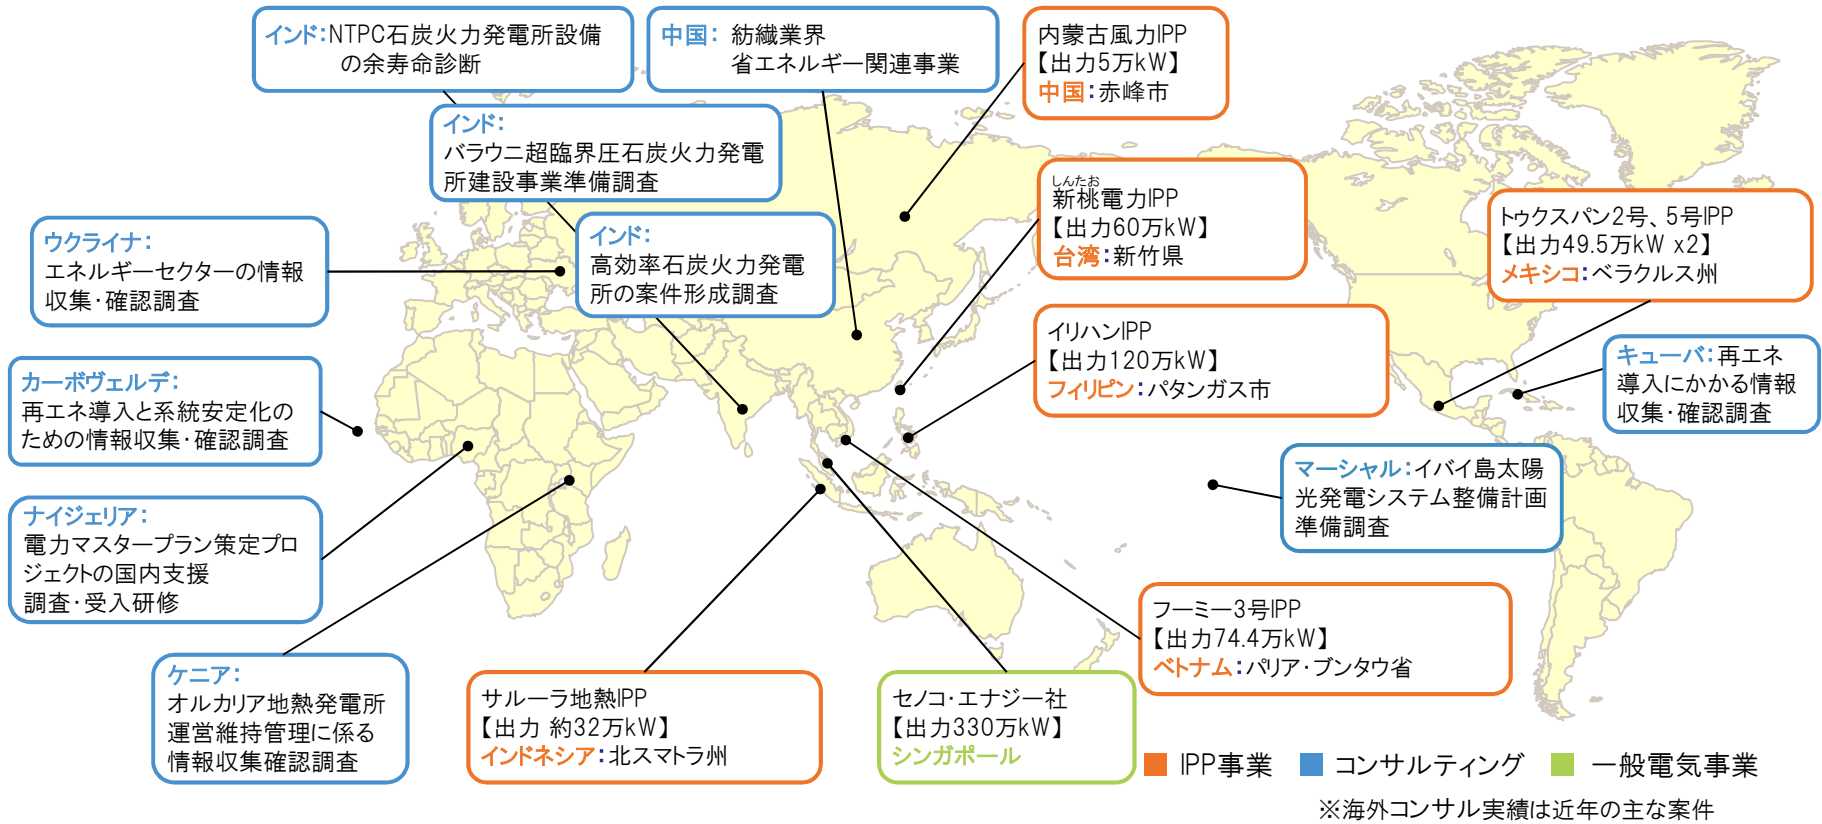 インド:NTPC石炭火力発電所設備
の余寿命診断
中国: 紡繊業界
省エネルギー関連事業
内蒙古風力IPP
【出力5万kW】
中国:赤峰市
インド:
バラウニ超臨界圧石炭火力発電
所建設事業準備調査
しんたお
新桃電力IPP
【出力60万kW】
台湾:新竹県
トゥクスパン2号、5号IPP
【出力49.5万kW x2】
メキシコ:ベラクルス州
ウクライナ:
エネルギーセクターの情報
収集・確認調査
インド:
高効率石炭火力発電
所の案件形成調査
イリハンIPP
【出力120万kW】
フィリピン:パタンガス市
キューバ:再エネ
導入にかかる情報
収集・確認調査
カーボヴェルデ:
再エネ導入と系統安定化の
ための情報収集・確認調査
マーシャル:イバイ島太陽
光発電システム整備計画
準備調査
ナイジェリア:
電力マスタープラン策定プロ
ジェクトの国内支援
調査・受入研修
フーミー3号IPP
【出力74.4万kW】
ベトナム:パリア・ブンタウ省
ケニア:
オルカリア地熱発電所
運営維持管理に係る
情報収集確認調査
サルーラ地熱IPP
【出力 約32万kW】
インドネシア:北スマトラ州
セノコ・エナジー社
【出力330万kW】
シンガポール
IPP事業 コンサルティング 一般電気事業
※海外コンサル実績は近年の主な案件